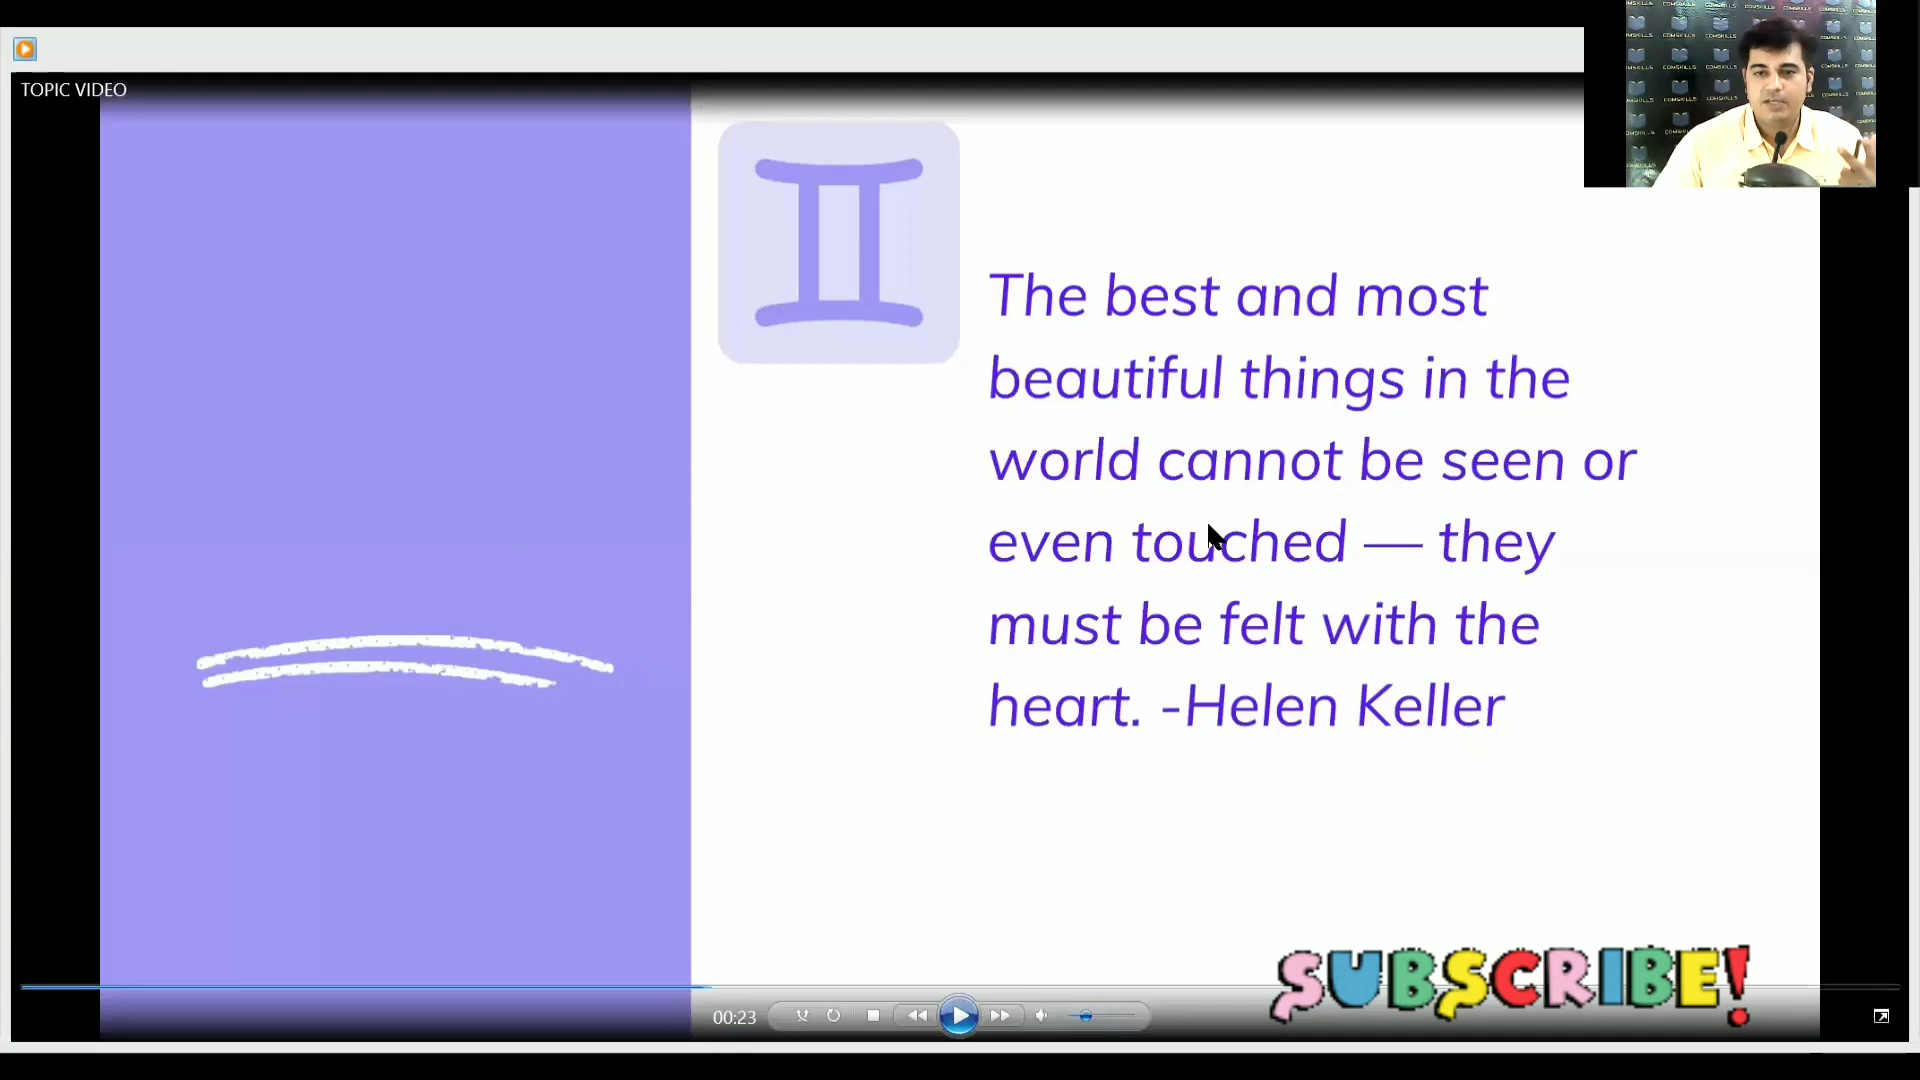 TOPIC VIDEO
The best and most
beautiful things in the
world cannot be seen or
even touched — they
must be felt with the
heart. -Helen Keller
SUBSCRIBE!
00:23
COMSKILLS